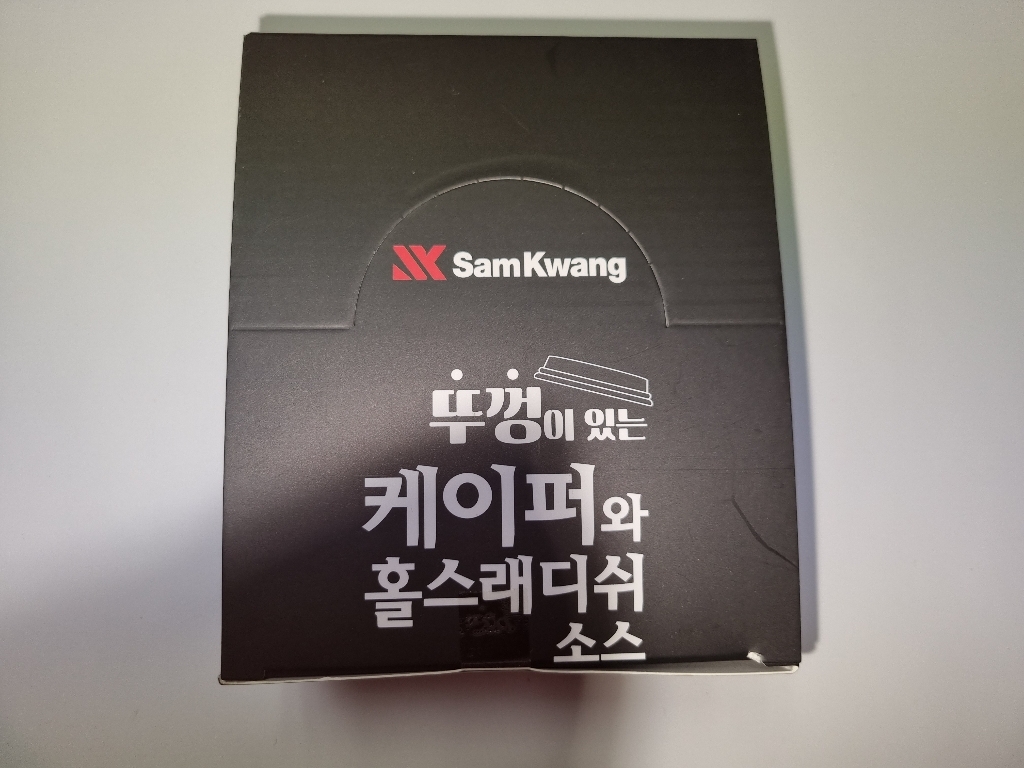 SamKwang
뚜껑이 있는
케이퍼와
홀스래디쉬
소스